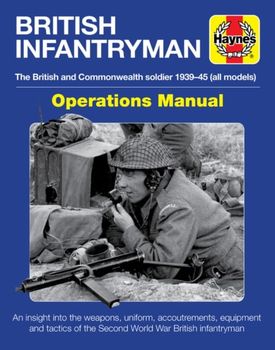 BRITISH
INFANTRYMAN
Haynes
The British and Commonwealth soldier 1939–45 (all models)
Operations Manual
An insight into the weapons, uniform, accoutrements, equipment
and tactics of the Second World War British infantryman